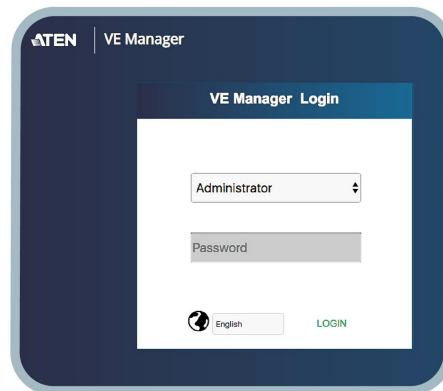 ATEN VE Manager
VE Manager Login
Administrator
Password
English LOGIN